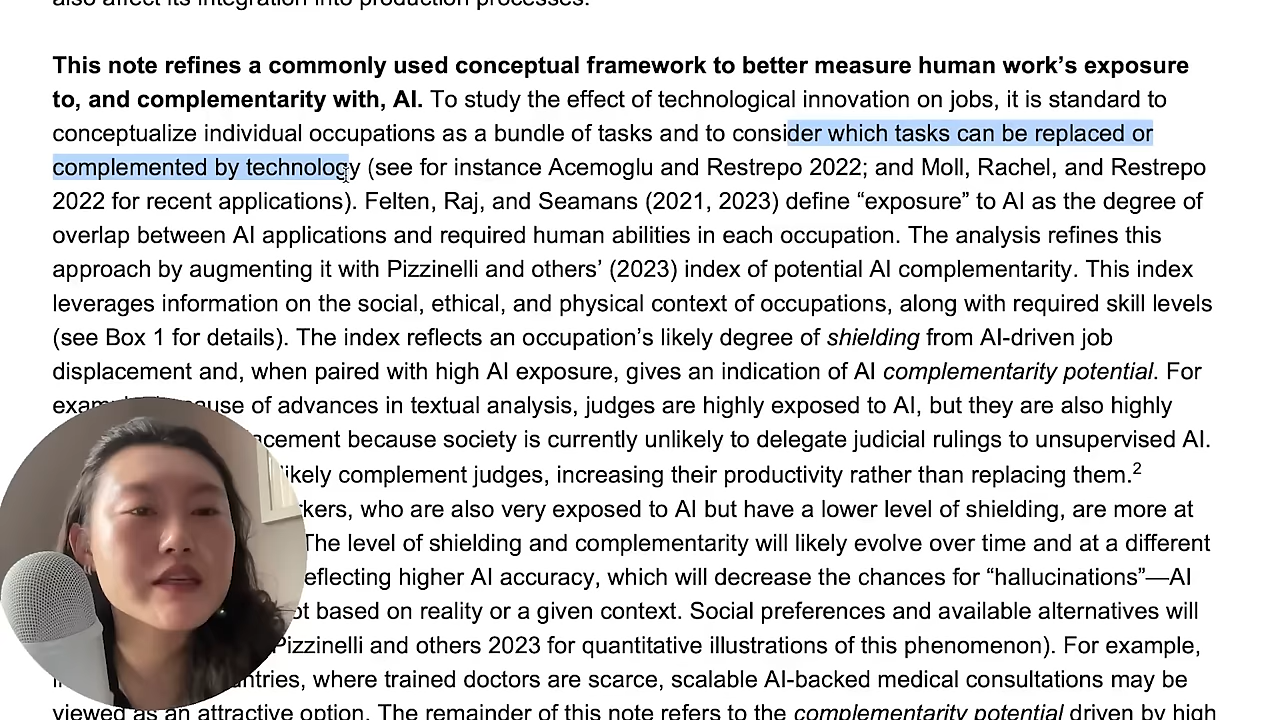 also affect its integration into production processes.
This note refines a commonly used conceptual framework to better measure human work’s exposure
to, and complementarity with, AI. To study the effect of technological innovation on jobs, it is standard to
conceptualize individual occupations as a bundle of tasks and to consider which tasks can be replaced or
complemented by technology (see for instance Acemoglu and Restrepo 2022; and Moll, Rachel, and Restrepo
2022 for recent applications). Felten, Raj, and Seamans (2021, 2023) define “exposure” to AI as the degree of
overlap between AI applications and required human abilities in each occupation. The analysis refines this
approach by augmenting it with Pizzinelli and others’ (2023) index of potential AI complementarity. This index
leverages information on the social, ethical, and physical context of occupations, along with required skill levels
(see Box 1 for details). The index reflects an occupation’s likely degree of shielding from AI-driven job
displacement and, when paired with high AI exposure, gives an indication of AI complementarity potential. For
of advances in textual analysis, judges are highly exposed to AI, but they are also highly
because society is currently unlikely to delegate judicial rulings to unsupervised AI.
likely complement judges, increasing their productivity rather than replacing them.2
who are also very exposed to AI but have a lower level of shielding, are more at
The level of shielding and complementarity will likely evolve over time and at a different
reflecting higher AI accuracy, which will decrease the chances for “hallucinations”—AI
based on reality or a given context. Social preferences and available alternatives will
Pizzinelli and others 2023 for quantitative illustrations of this phenomenon). For example,
where trained doctors are scarce, scalable AI-backed medical consultations may be
viewed as an attractive option. The remainder of this note refers to the complementarity potential driven by high